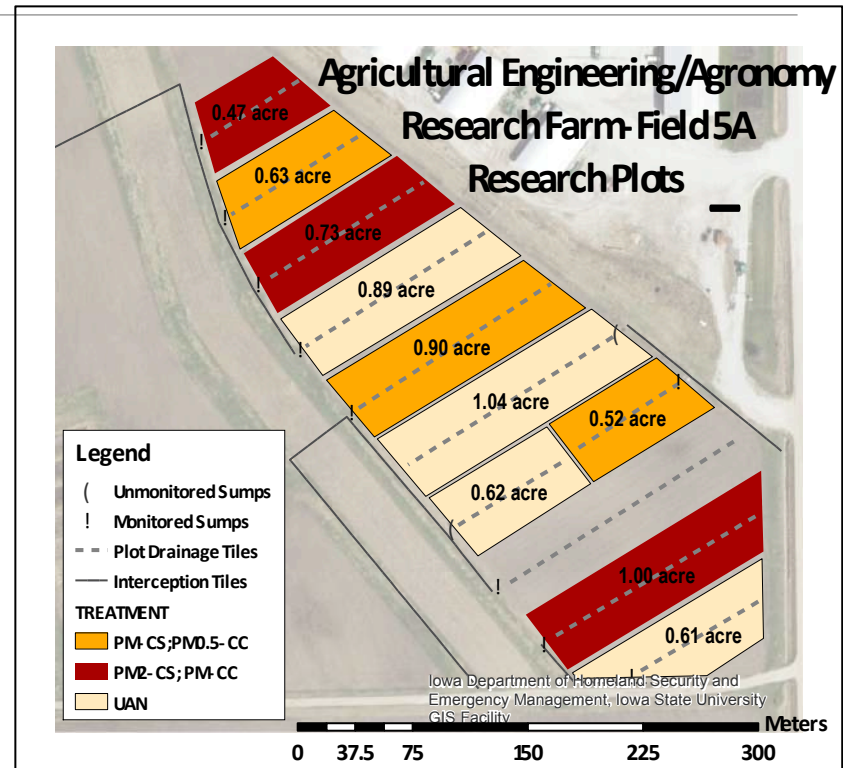 Agricultural Engineering/Agronomy
Research Farm- Field 5A
Research Plots
0.47 acre
0.63 acre
0.73 acre
0.89 acre
0.90 acre
1.04 acre
0.52 acre
0.62 acre
1.00 acre
0.61 acre
Legend
( Unmonitored Sumps
! Monitored Sumps
Plot Drainage Tiles
Interception Tiles
TREATMENT
PM-CS;PM0.5-CC
PM2-CS; PM-CC
UAN
Iowa Department of Homeland Security and
Emergency Management, Iowa State University
GIS Facility
Meters
0 37.5 75 150 225 300